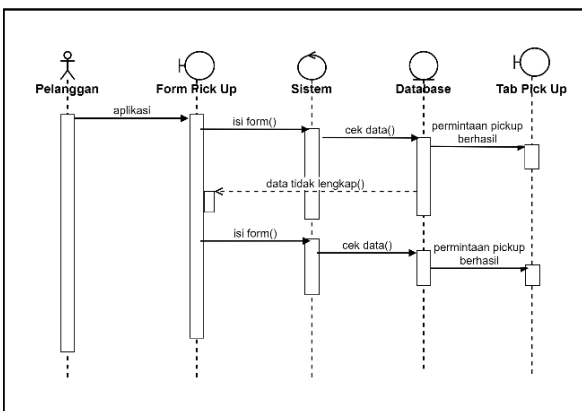 Pelanggan
Form Pick Up
Sistem
Database
Tab Pick Up
aplikasi
isi form()
cek data()
permintaan pickup
berhasil
data tidak lengkap()
isi form()
cek data()
permintaan pickup
berhasil